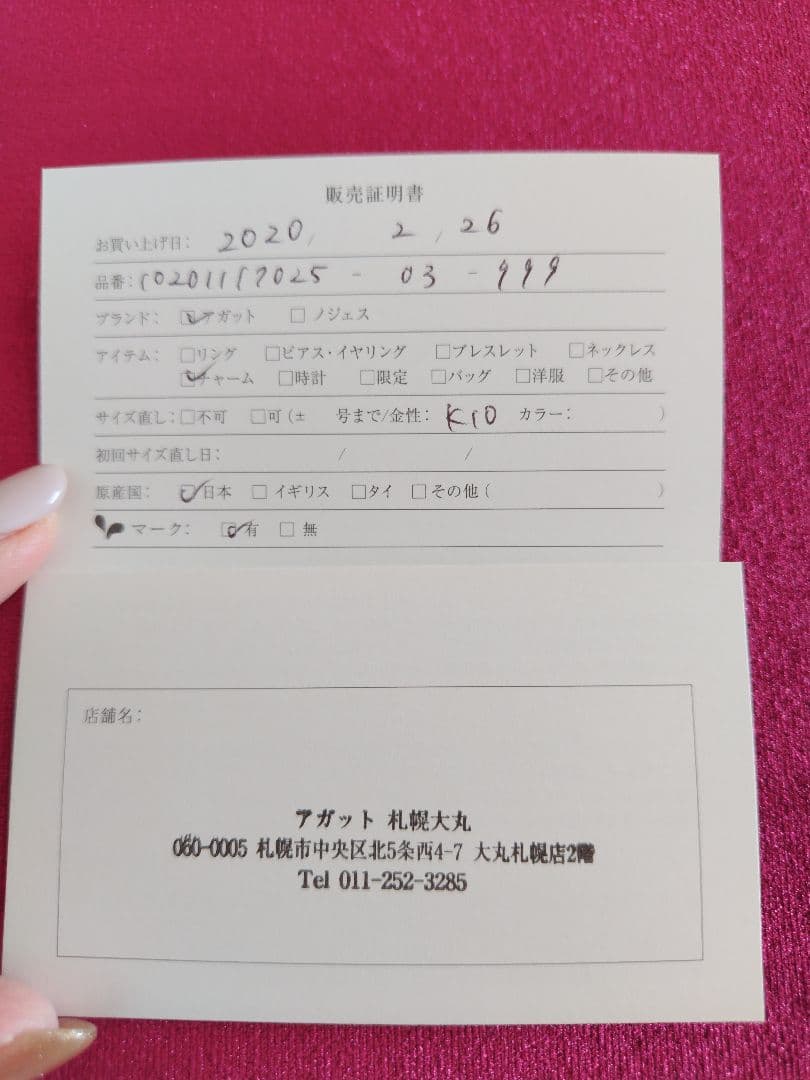 販売証明書
お買い上げ日: 2020, 2, 26
品番: 10201117025 - 03 - 999
ブランド: ☑アガット □ ノジェス
アイテム: □リング □ピアス・イヤリング □ブレスレット □ネックレス
☑チャーム □時計 □限定 □バッグ □洋服 □その他
サイズ直し: □不可 □可 (± 号まで/金性: K10 カラー: )
初回サイズ直し日: / /
原産国: ☑日本 □ イギリス □タイ □その他 ( )
マーク: ☑有 □ 無
店舗名:
アガット 札幌大丸
060-0005 札幌市中央区北5条西4-7 大丸札幌店2階
Tel 011-252-3285